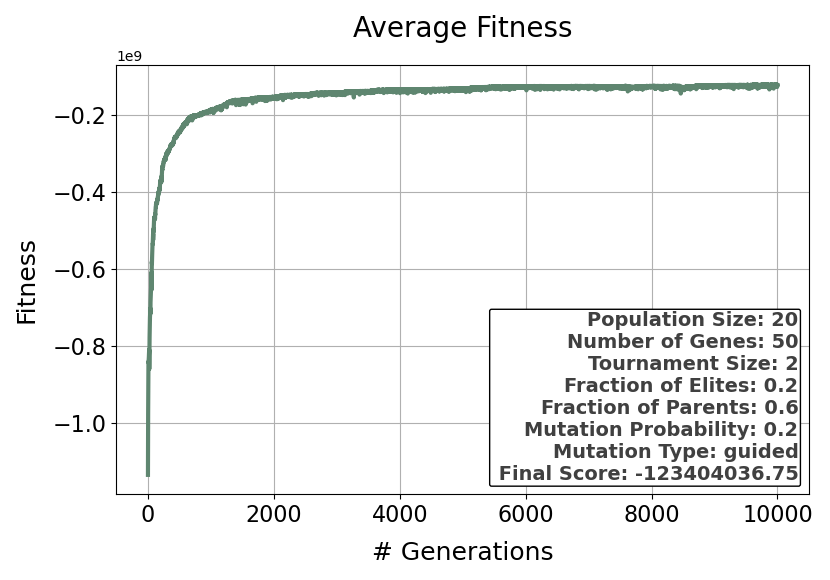 Average Fitness
1e9
−0.2
−0.4
−0.6
−0.8
−1.0
Fitness
Population Size: 20
Number of Genes: 50
Tournament Size: 2
Fraction of Elites: 0.2
Fraction of Parents: 0.6
Mutation Probability: 0.2
Mutation Type: guided
Final Score: -123404036.75
0 2000 4000 6000 8000 10000
# Generations